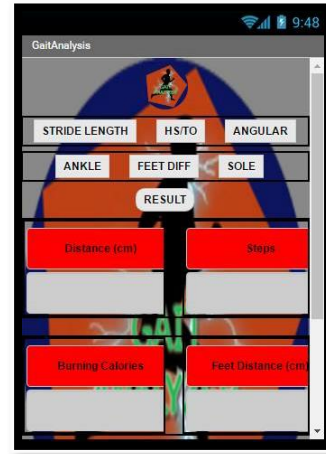 9:48
GaitAnalysis
STRIDE LENGTH HS/TO ANGULAR
ANKLE FEET DIFF SOLE
RESULT
Distance (cm) Steps
Burning Calories Feet Distance (cm)